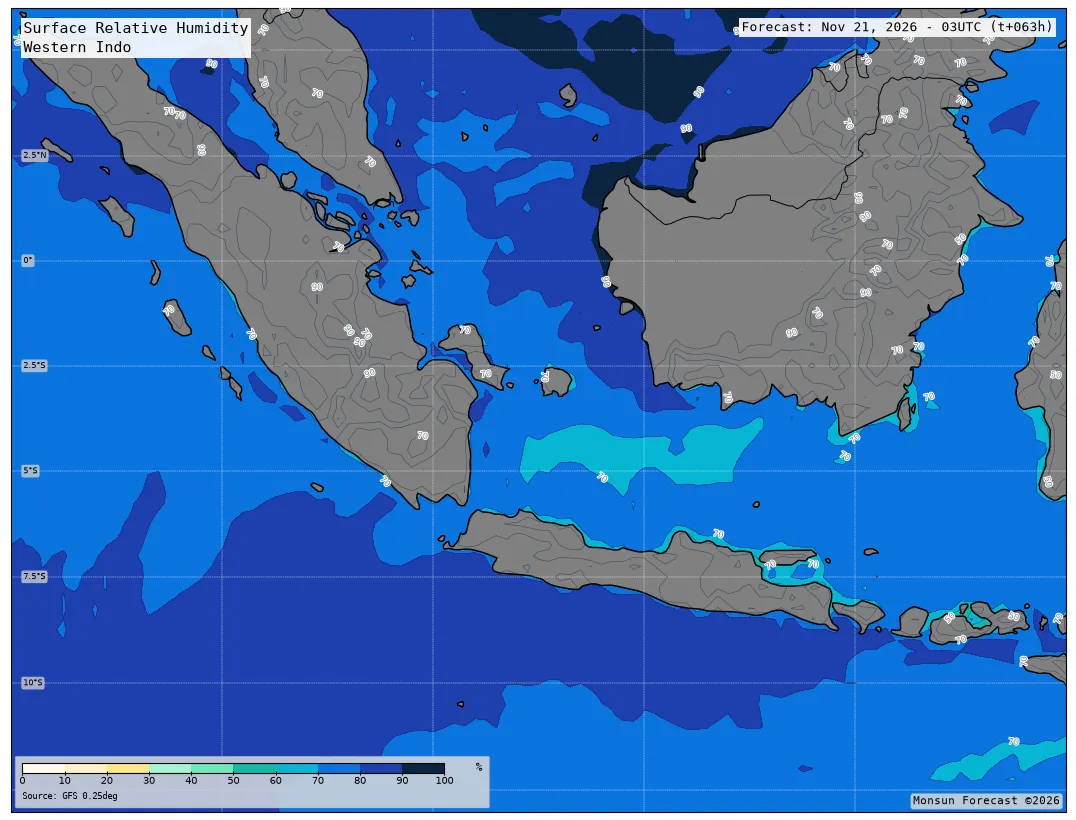 Surface Relative Humidity
Western Indo
Forecast: Nov 21, 2026 - 03UTC (t+063h)
2.5°N
0°
2.5°S
5°S
7.5°S
10°S
0 10 20 30 40 50 60 70 80 90 100
%
Source: GFS 0.25deg
Monsun Forecast ©2026